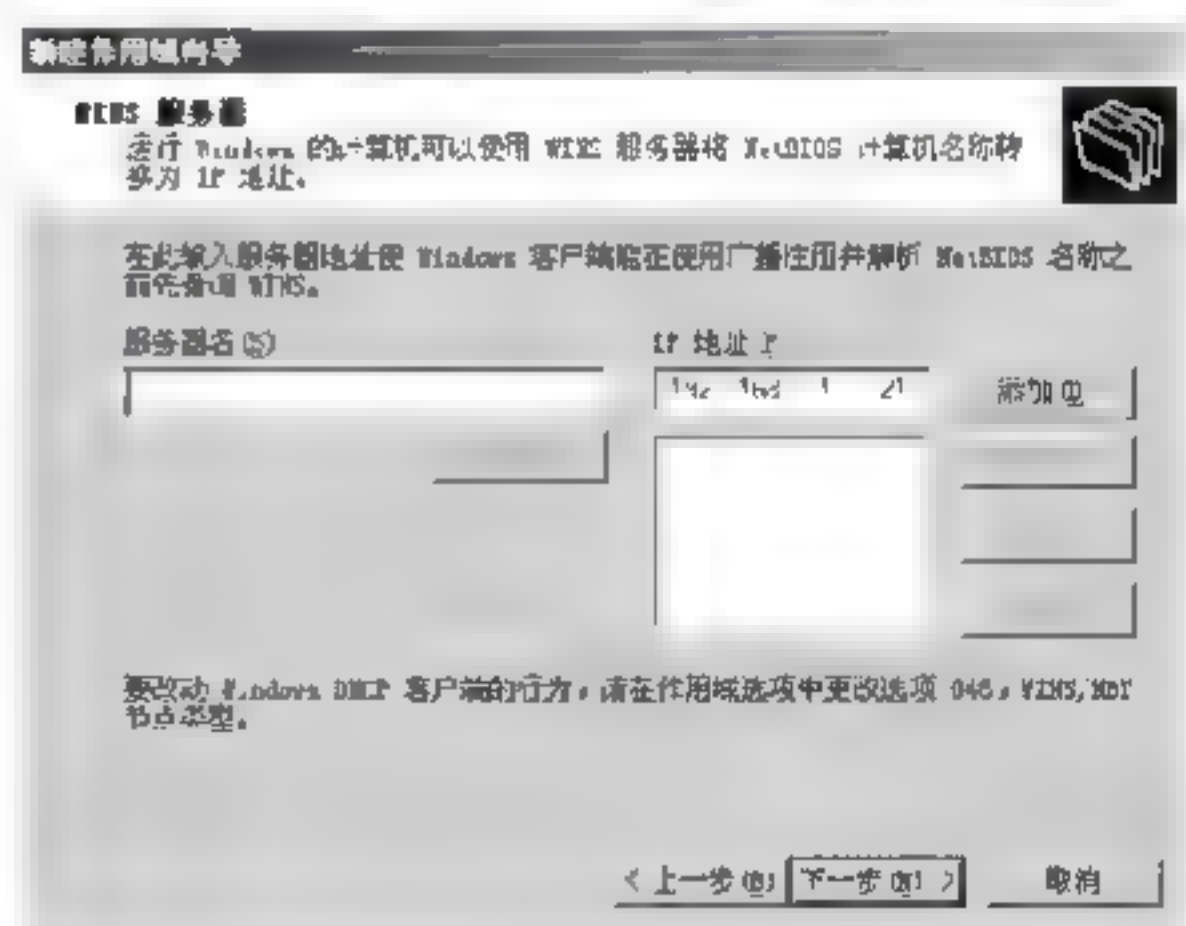 新建作用域向导
WINS 服务器
运行 Windows 的计算机可以使用 WINS 服务器将 NetBIOS 计算机名称转
换为 IP 地址。
在此输入服务器地址使 Windows 客户端能在使用广播注册并解析 NetBIOS 名称之
前先查询 WINS。
服务器名(S)
IP 地址
192 168 1 21
添加(D)
要改动 Windows DHCP 客户端的行为，请在作用域选项中更改选项 046，WINS/NBT
节点类型。
< 上一步(B) 下一步(N) > 取消